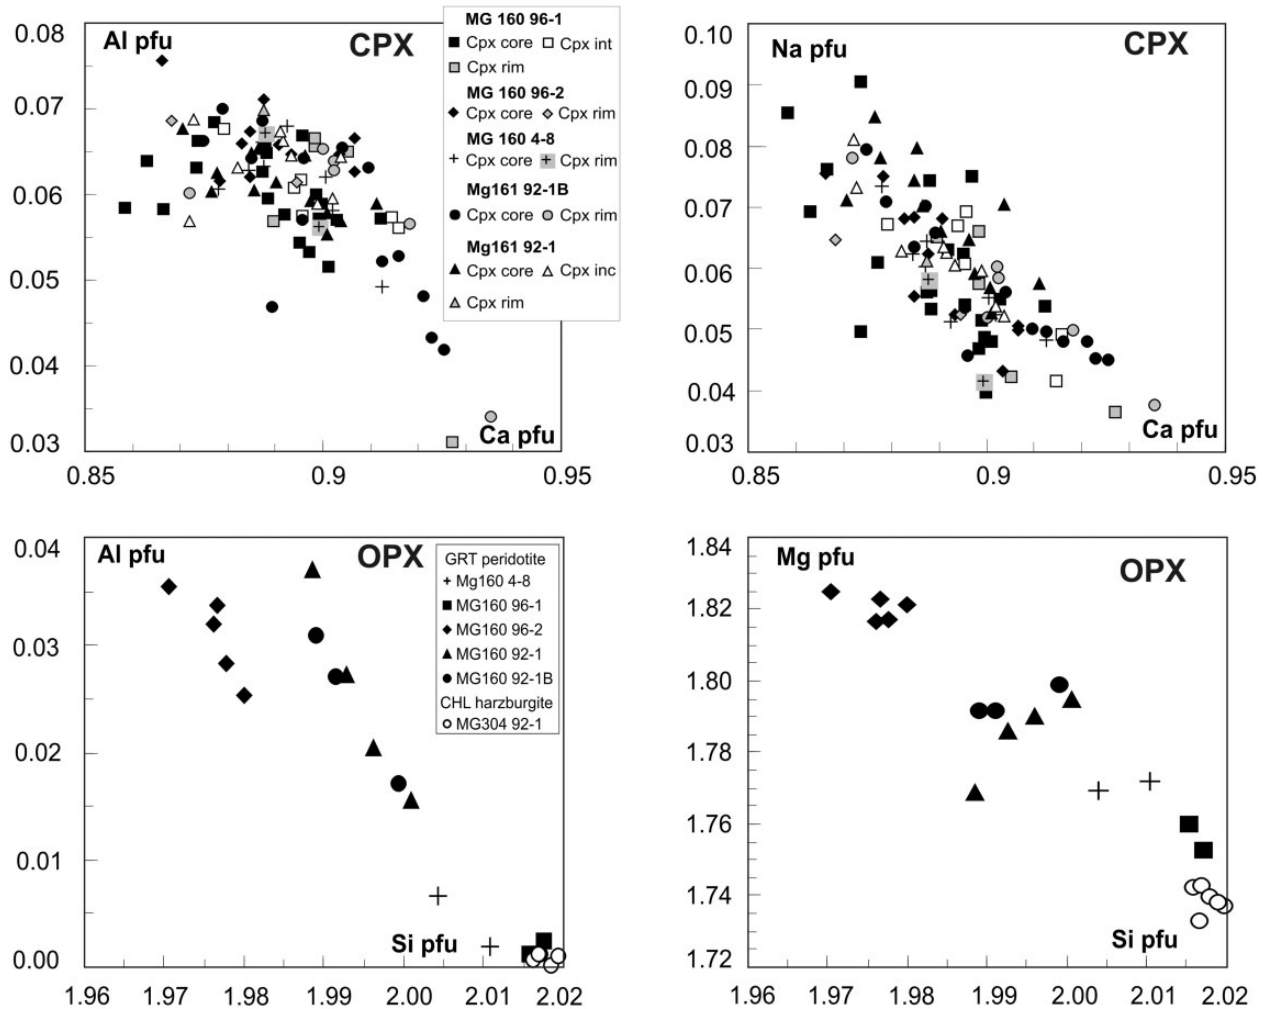 Al pfu
CPX
0.08
0.07
0.06
0.05
0.04
0.03
Ca pfu
0.85
0.9
0.95
MG 160 96-1
Cpx core
Cpx int
Cpx rim
MG 160 96-2
Cpx core
Cpx rim
MG 160 4-8
Cpx core
Cpx rim
Mg161 92-1B
Cpx core
Cpx rim
Mg161 92-1
Cpx core
Cpx inc
Cpx rim
Na pfu
CPX
0.10
0.09
0.08
0.07
0.06
0.05
0.04
0.03
Ca pfu
0.85
0.9
0.95
Al pfu
OPX
0.04
0.03
0.02
0.01
0.00
Si pfu
1.96
1.97
1.98
1.99
2.00
2.01
2.02
GRT peridotite
Mg160 4-8
MG160 96-1
MG160 96-2
MG160 92-1
MG160 92-1B
CHL harzburgite
MG304 92-1
Mg pfu
OPX
1.84
1.82
1.80
1.78
1.76
1.74
1.72
Si pfu
1.96
1.97
1.98
1.99
2.00
2.01
2.02